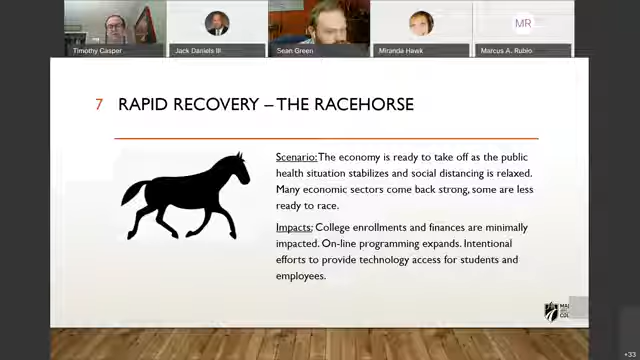 MR
Timothy Casper
Jack Daniels III
Sean Green
Miranda Hawk
Marcus A. Rubio
7 RAPID RECOVERY – THE RACEHORSE
Scenario: The economy is ready to take off as the public
health situation stabilizes and social distancing is relaxed.
Many economic sectors come back strong, some are less
ready to race.
Impacts: College enrollments and finances are minimally
impacted. On-line programming expands. Intentional
efforts to provide technology access for students and
employees.
+33